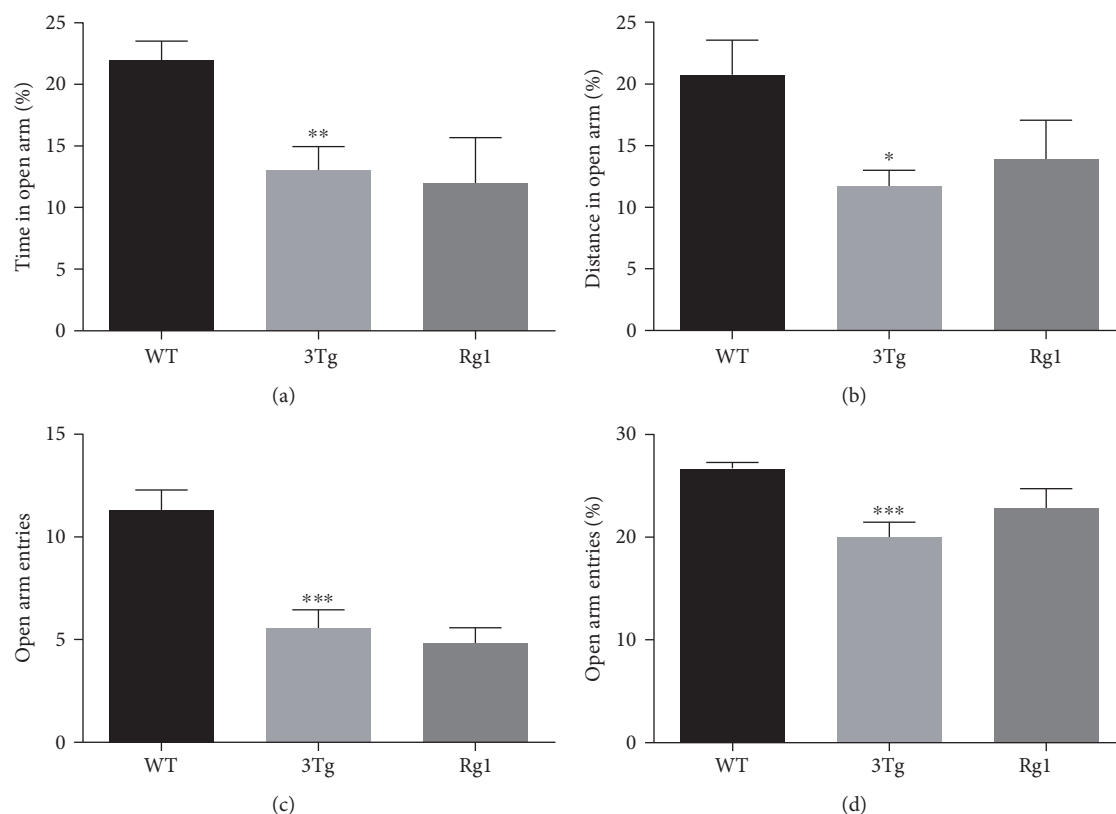 25
20
15
10
5
0
Time in open arm (%)
**
WT
3Tg
Rg1
(a)
25
20
15
10
5
0
Distance in open arm (%)
*
WT
3Tg
Rg1
(b)
15
10
5
0
Open arm entries
***
WT
3Tg
Rg1
(c)
30
20
10
0
Open arm entries (%)
***
WT
3Tg
Rg1
(d)